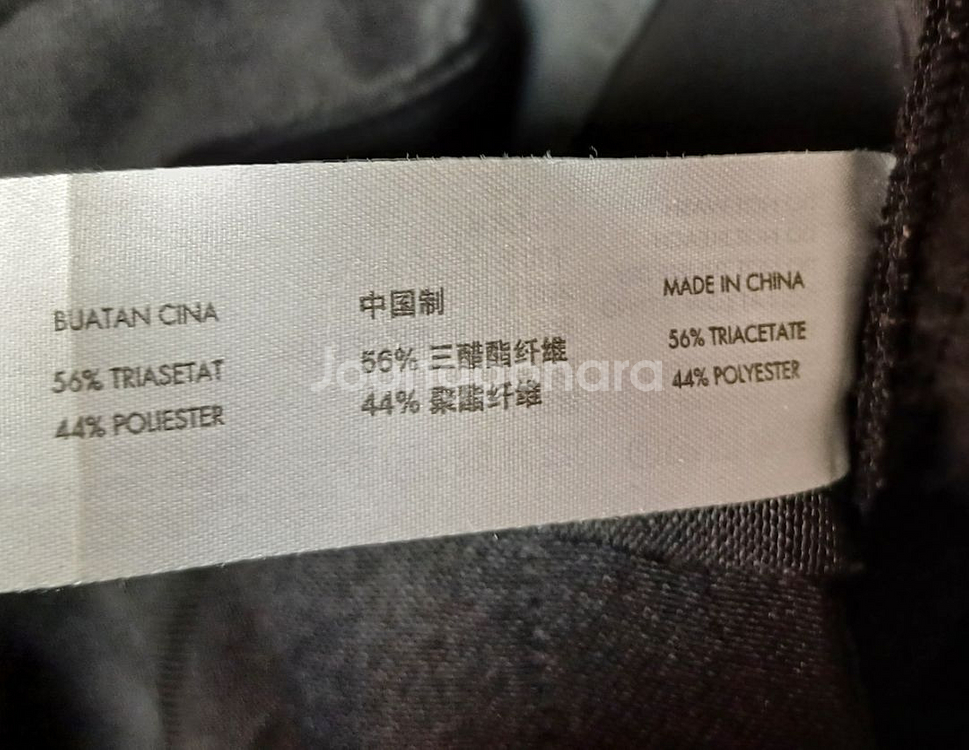 BUATAN CINA
56% TRIASETAT
44% POLIESTER
中国制
56% 三醋酯纤维
44% 聚酯纤维
MADE IN CHINA
56% TRIACETATE
44% POLYESTER